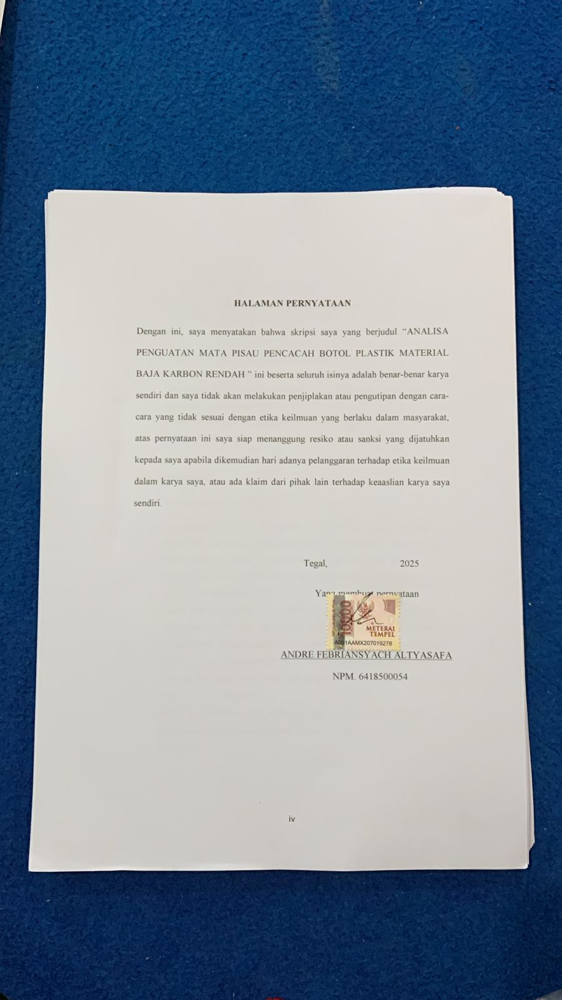 HALAMAN PERNYATAAN
Dengan ini, saya menyatakan bahwa skripsi saya yang berjudul “ANALISA
PENGUATAN MATA PISAU PENCACAH BOTOL PLASTIK MATERIAL
BAJA KARBON RENDAH ” ini beserta seluruh isinya adalah benar-benar karya
sendiri dan saya tidak akan melakukan penjiplakan atau pengutipan dengan cara-
cara yang tidak sesuai dengan etika keilmuan yang berlaku dalam masyarakat,
atas pernyataan ini saya siap menanggung resiko atau sanksi yang dijatuhkan
kepada saya apabila dikemudian hari adanya pelanggaran terhadap etika keilmuan
dalam karya saya, atau ada klaim dari pihak lain terhadap keaaslian karya saya
sendiri.
Tegal, 2025
Yang membuat pernyataan
10000
METERAI
TEMPEL
A091AAMX207019278
ANDRE FEBRIANSYACH ALTYASAFA
NPM. 6418500054
iv